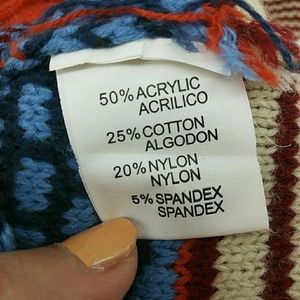 50% ACRYLIC
ACRILICO
25% COTTON
ALGODON
20% NYLON
NYLON
5% SPANDEX
SPANDEX